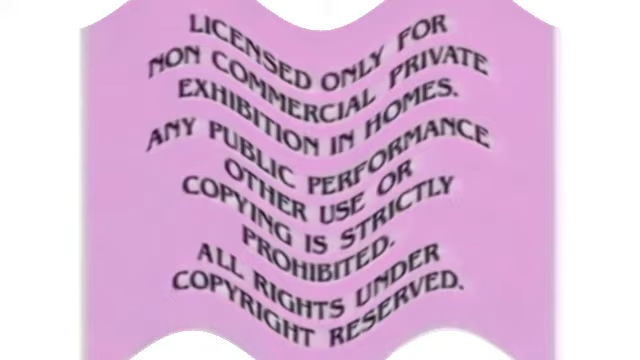 LICENSED ONLY FOR
NON COMMERCIAL PRIVATE
EXHIBITION IN HOMES.
ANY PUBLIC PERFORMANCE
OTHER USE OR
COPYING IS STRICTLY
PROHIBITED.
ALL RIGHTS UNDER
COPYRIGHT RESERVED.